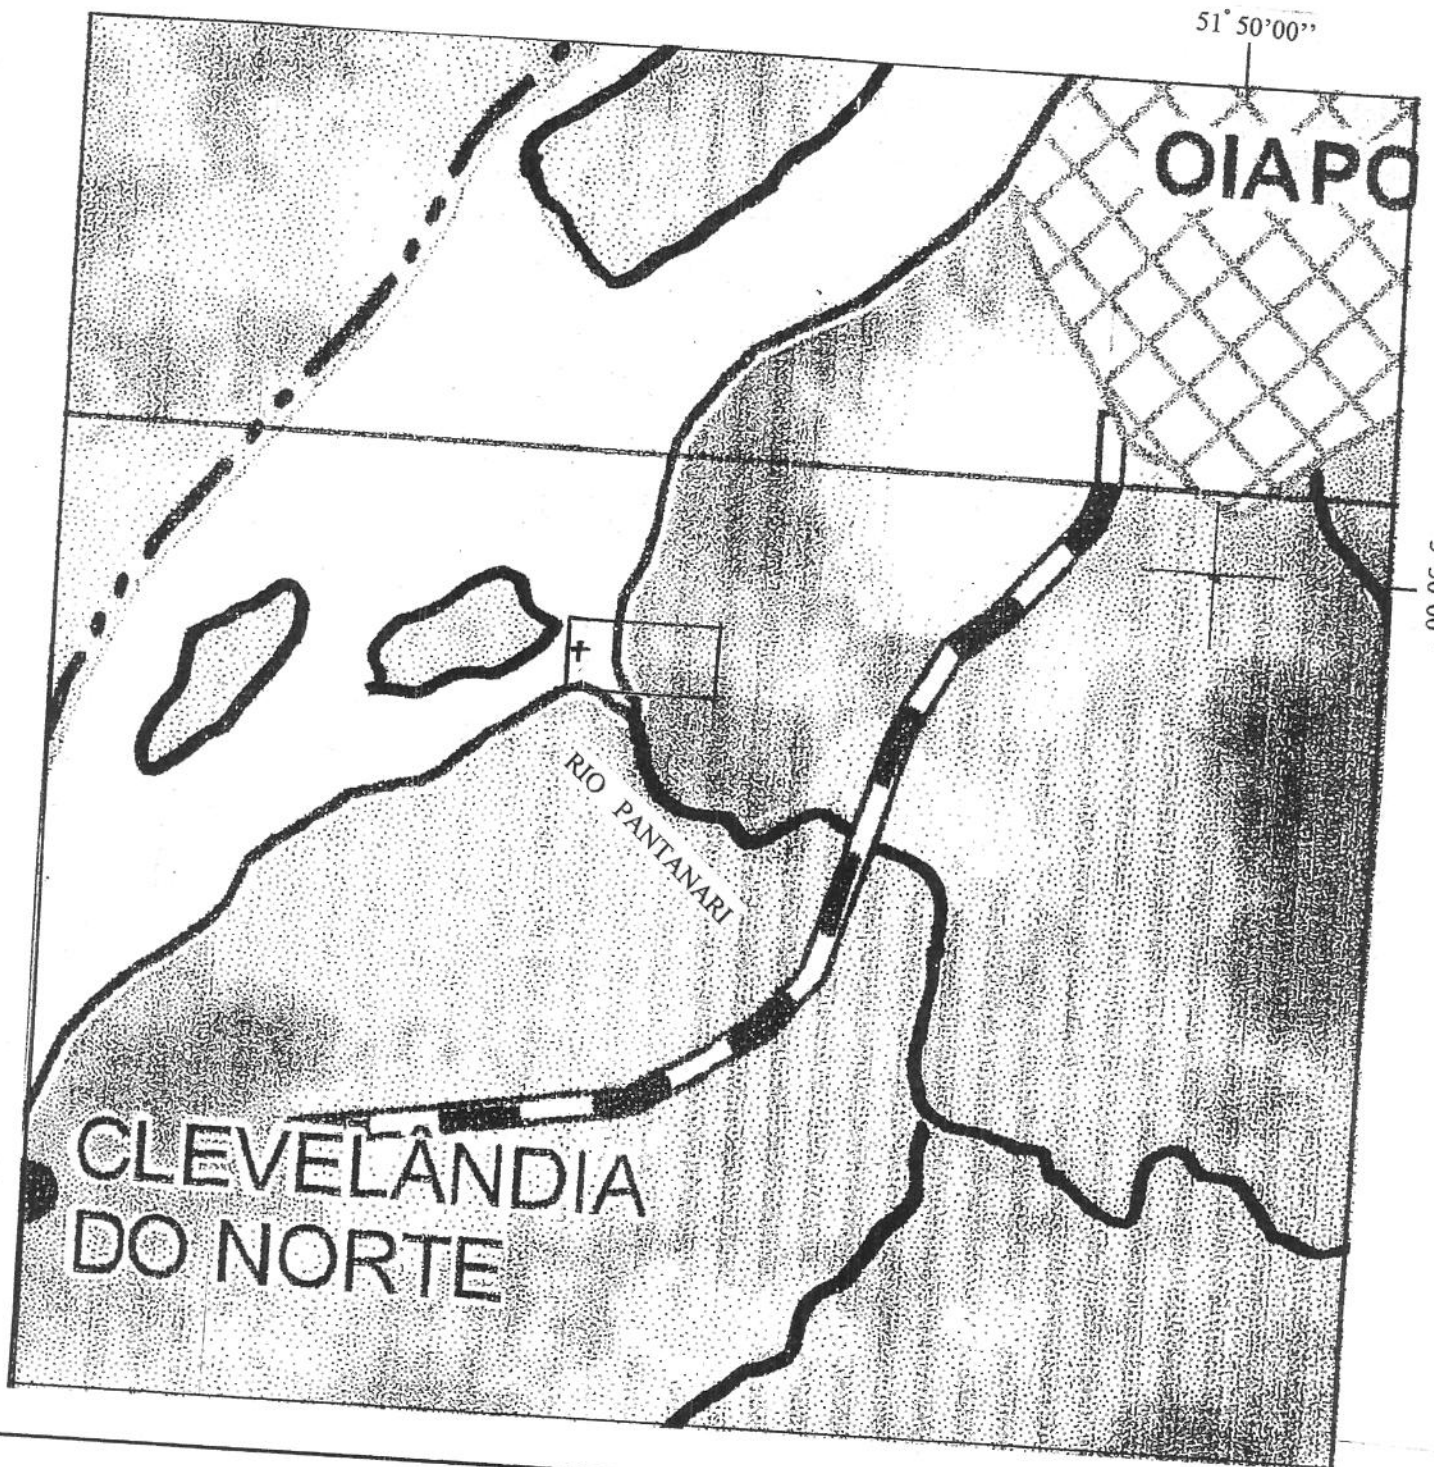 51° 50'00''
OIAPO
RIO PANTANARI
CLEVELÂNDIA
DO NORTE